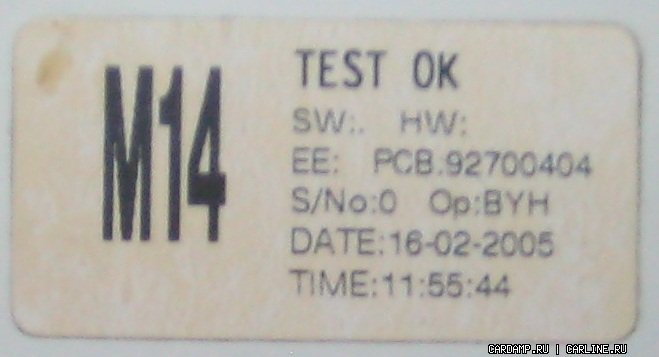 M14
TEST OK
SW:. HW:
EE: PCB.92700404
S/No:0 Op:BYH
DATE:16-02-2005
TIME:11:55:44
CARDAMP.RU | CARLINE.RU